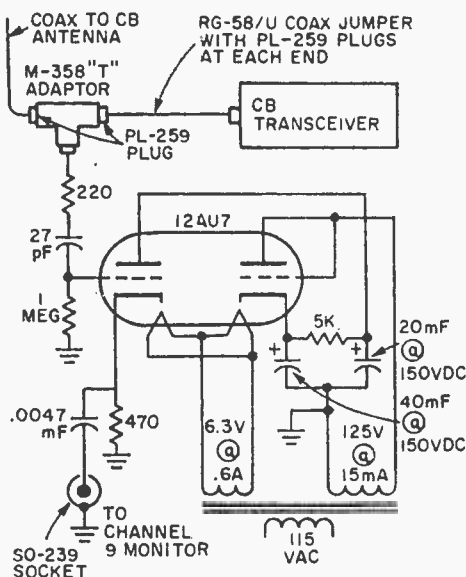 COAX TO CB
ANTENNA
RG-58/U COAX JUMPER
WITH PL-259 PLUGS
AT EACH END
M-358 "T"
ADAPTOR
PL-259
PLUG
CB
TRANSCEIVER
220
12AU7
27
pF
1
MEG
5K
+
+
20mF
@
150VDC
40mF
@
150VDC
.0047
mF
470
6.3V
@
.6A
125V
@
15mA
TO
CHANNEL
9 MONITOR
SO-239
SOCKET
115
VAC